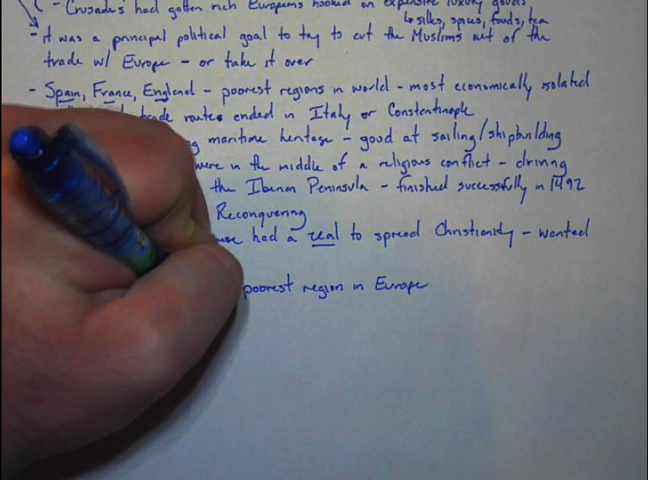 - Crusades had gotten rich Europeans hooked on expensive luxury goods
↳ silks, spices, foods, tea
- it was a principal political goal to try to cut the Muslims out of the
trade w/ Europe - or take it over
- Spain, France, England - poorest regions in world - most economically isolated
trade routes ended in Italy or Constantinople
maritime heritage - good at sailing/shipbuilding
were in the middle of a religious conflict - driving
the Iberian Peninsula - finished successfully in 1492
Reconquering
had a zeal to spread Christianity - wanted
poorest region in Europe